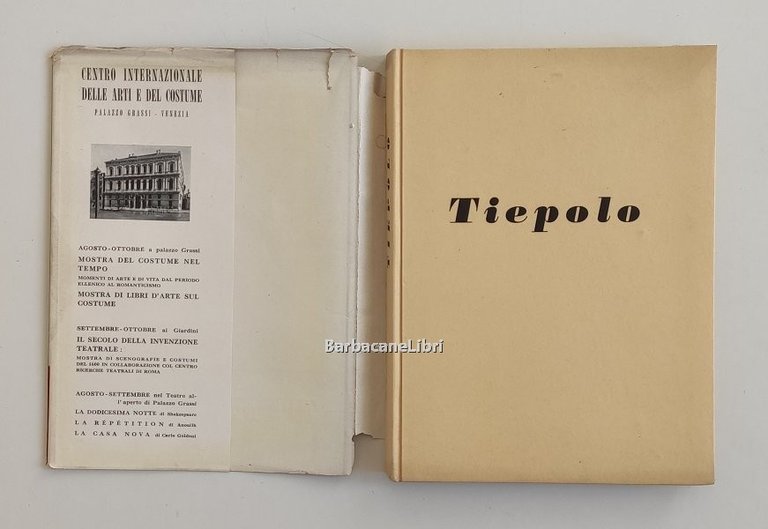 CENTRO INTERNAZIONALE
DELLE ARTI E DEL COSTUME
PALAZZO GRASSI - VENEZIA
AGOSTO-OTTOBRE a palazzo Grassi
MOSTRA DEL COSTUME NEL
TEMPO
MOMENTI DI ARTE E DI VITA DAL PERIODO
ELLENICO AL ROMANTICISMO
MOSTRA DI LIBRI D'ARTE SUL
COSTUME
SETTEMBRE-OTTOBRE ai Giardini
IL SECOLO DELLA INVENZIONE
TEATRALE:
MOSTRA DI SCENOGRAFIE E COSTUMI
DEL 1600 IN COLLABORAZIONE COL CENTRO
RICERCHE TEATRALI DI ROMA
AGOSTO-SETTEMBRE nel Teatro al-
l'aperto di Palazzo Grassi
LA DODICESIMA NOTTE di Shakespeare
LA RÉPÉTITION di Anouilh
LA CASA NOVA di Carlo Goldoni
TIEPOLO
Tiepolo
BarbacaneLibri